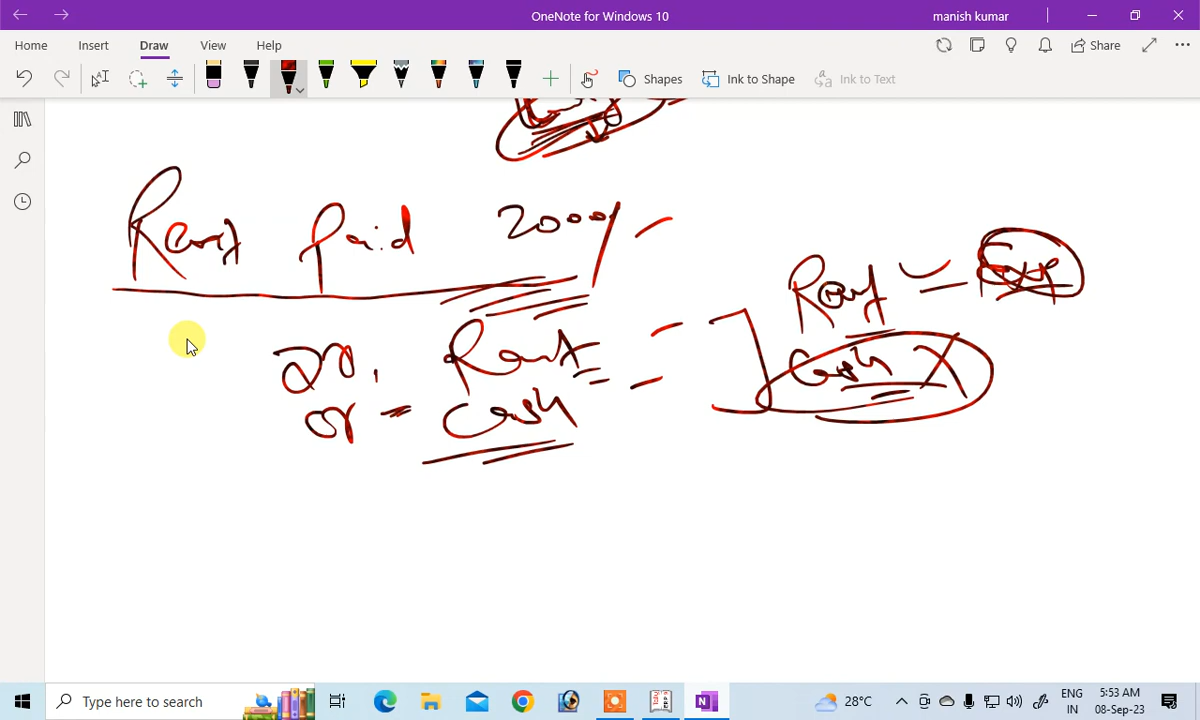 OneNote for Windows 10
manish kumar
Home Insert Draw View Help
Share
Shapes Ink to Shape Ink to Text
Rent Paid 2000/-
Rent = Exp
Rent
Cash X
or = Cash
Type here to search
28°C
ENG
IN
5:53 AM
08-Sep-23